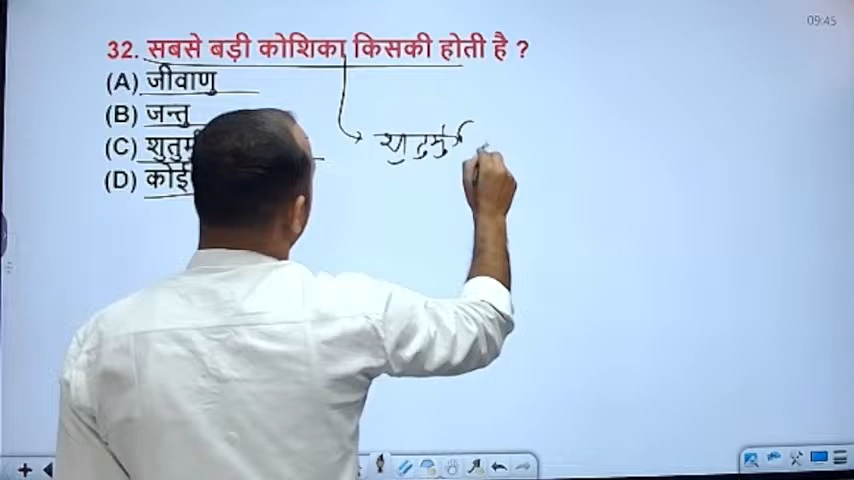 09:45
32. सबसे बड़ी कोशिका किसकी होती है ?
(A) जीवाणु
(B) जन्तु
(C)
(D) कोई